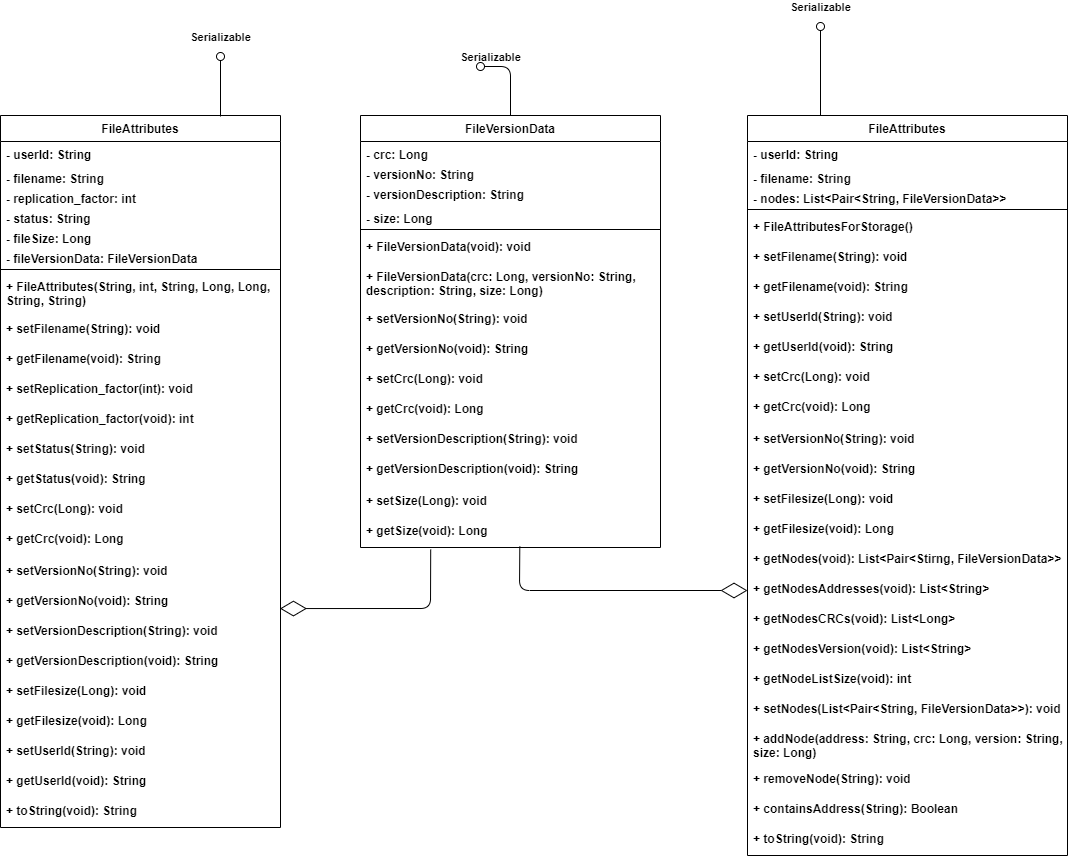 Serializable
FileAttributes
- userId: String
- filename: String
- replication_factor: int
- status: String
- fileSize: Long
- fileVersionData: FileVersionData
+ FileAttributes(String, int, String, Long, Long,
String, String)
+ setFilename(String): void
+ getFilename(void): String
+ setReplication_factor(int): void
+ getReplication_factor(void): int
+ setStatus(String): void
+ getStatus(void): String
+ setCrc(Long): void
+ getCrc(void): Long
+ setVersionNo(String): void
+ getVersionNo(void): String
+ setVersionDescription(String): void
+ getVersionDescription(void): String
+ setFilesize(Long): void
+ getFilesize(void): Long
+ setUserId(String): void
+ getUserId(void): String
+ toString(void): String
Serializable
FileVersionData
- crc: Long
- versionNo: String
- versionDescription: String
- size: Long
+ FileVersionData(void): void
+ FileVersionData(crc: Long, versionNo: String,
description: String, size: Long)
+ setVersionNo(String): void
+ getVersionNo(void): String
+ setCrc(Long): void
+ getCrc(void): Long
+ setVersionDescription(String): void
+ getVersionDescription(void): String
+ setSize(Long): void
+ getSize(void): Long
Serializable
FileAttributes
- userId: String
- filename: String
- nodes: List<Pair<String, FileVersionData>>
+ FileAttributesForStorage()
+ setFilename(String): void
+ getFilename(void): String
+ setUserId(String): void
+ getUserId(void): String
+ setCrc(Long): void
+ getCrc(void): Long
+ setVersionNo(String): void
+ getVersionNo(void): String
+ setFilesize(Long): void
+ getFilesize(void): Long
+ getNodes(void): List<Pair<Stirng, FileVersionData>>
+ getNodesAddresses(void): List<String>
+ getNodesCRCs(void): List<Long>
+ getNodesVersion(void): List<String>
+ getNodeListSize(void): int
+ setNodes(List<Pair<String, FileVersionData>>): void
+ addNode(address: String, crc: Long, version: String,
size: Long)
+ removeNode(String): void
+ containsAddress(String): Boolean
+ toString(void): String